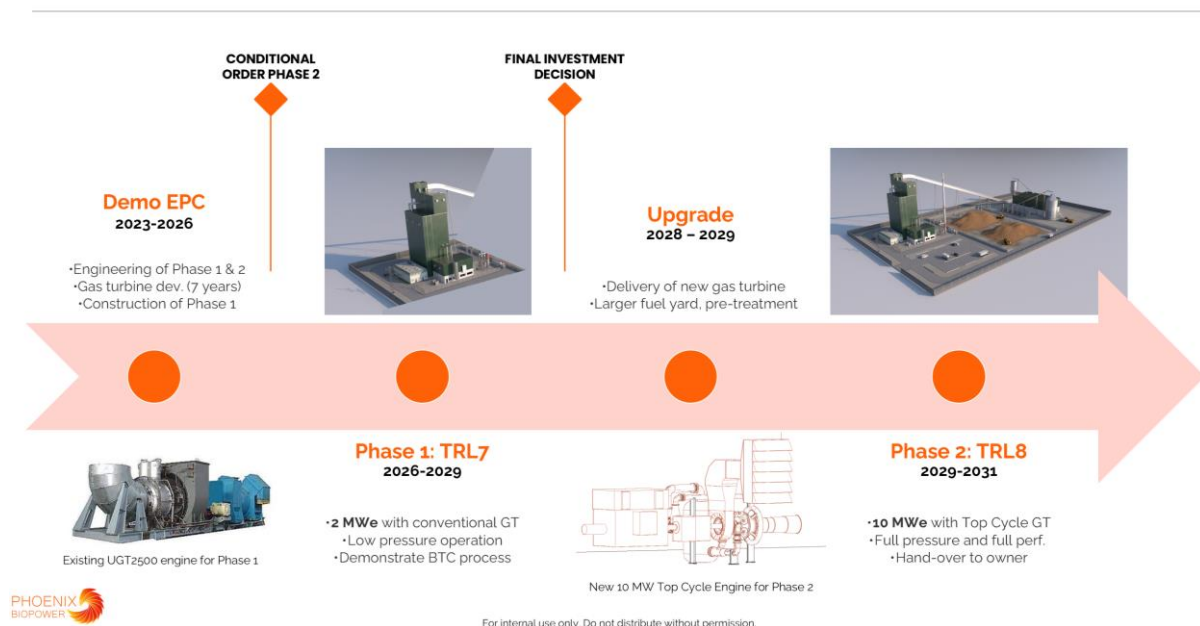 CONDITIONAL
ORDER PHASE 2
FINAL INVESTMENT
DECISION
Demo EPC
2023-2026
•Engineering of Phase 1 & 2
•Gas turbine dev. (7 years)
•Construction of Phase 1
Upgrade
2028 – 2029
•Delivery of new gas turbine
•Larger fuel yard, pre-treatment
Existing UGT2500 engine for Phase 1
Phase 1: TRL7
2026-2029
•2 MWe with conventional GT
•Low pressure operation
•Demonstrate BTC process
New 10 MW Top Cycle Engine for Phase 2
Phase 2: TRL8
2029-2031
•10 MWe with Top Cycle GT
•Full pressure and full perf.
•Hand-over to owner
PHOENIX
BIOPOWER
For internal use only. Do not distribute without permission.